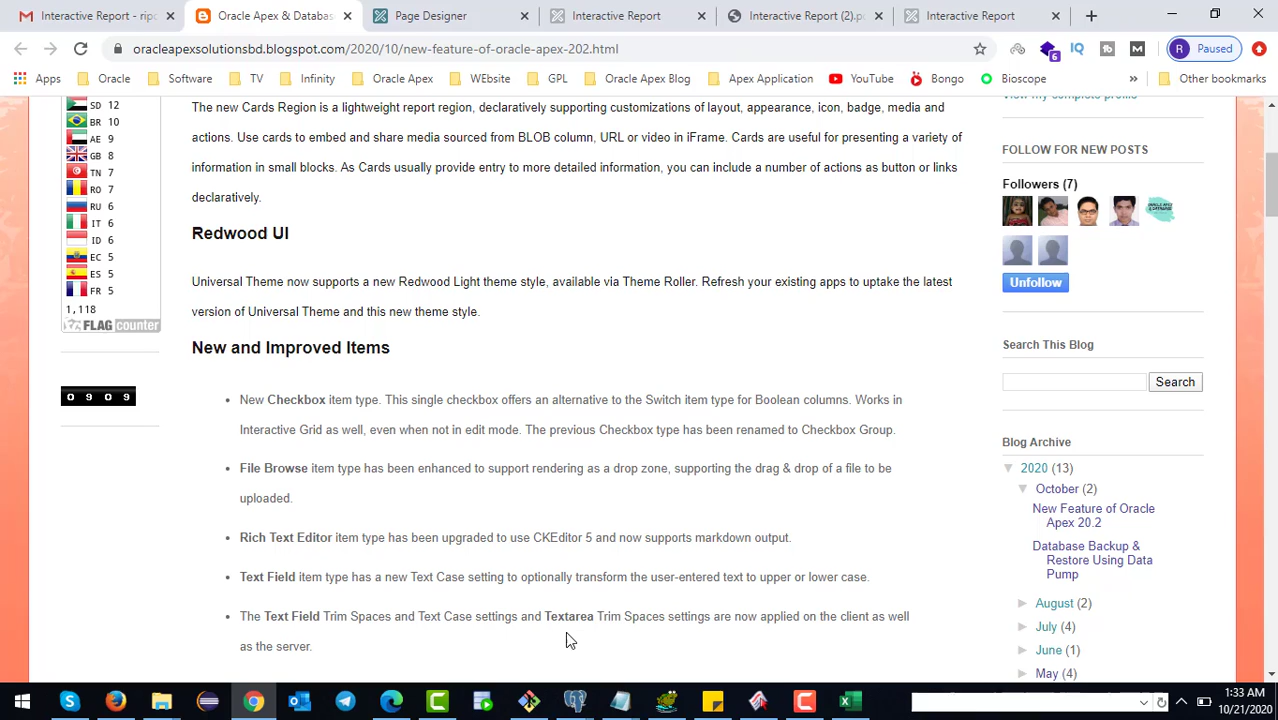 Interactive Report - ripo
Oracle Apex & Databas
Page Designer
Interactive Report
Interactive Report (2).p
Interactive Report
oracleapexsolutionsbd.blogspot.com/2020/10/new-feature-of-oracle-apex-202.html
6
IQ
M
R Paused
Apps
Oracle
Software
TV
Infinity
Oracle Apex
WEbsite
GPL
Oracle Apex Blog
Apex Application
YouTube
Bongo
Bioscope
»
Other bookmarks
SD 12
BR 10
AE 9
GB 8
TN 7
RO 7
RU 6
IT 6
ID 6
EC 5
ES 5
FR 5
1,118
FLAG counter
0 9 0 9
The new Cards Region is a lightweight report region, declaratively supporting customizations of layout, appearance, icon, badge, media and
actions. Use cards to embed and share media sourced from BLOB column, URL or video in iFrame. Cards are useful for presenting a variety of
information in small blocks. As Cards usually provide entry to more detailed information, you can include a number of actions as button or links
declaratively.
Redwood UI
Universal Theme now supports a new Redwood Light theme style, available via Theme Roller. Refresh your existing apps to uptake the latest
version of Universal Theme and this new theme style.
New and Improved Items
• New Checkbox item type. This single checkbox offers an alternative to the Switch item type for Boolean columns. Works in
Interactive Grid as well, even when not in edit mode. The previous Checkbox type has been renamed to Checkbox Group.
• File Browse item type has been enhanced to support rendering as a drop zone, supporting the drag & drop of a file to be
uploaded.
• Rich Text Editor item type has been upgraded to use CKEditor 5 and now supports markdown output.
• Text Field item type has a new Text Case setting to optionally transform the user-entered text to upper or lower case.
• The Text Field Trim Spaces and Text Case settings and Textarea Trim Spaces settings are now applied on the client as well
as the server.
View my complete profile
FOLLOW FOR NEW POSTS
Followers (7)
Unfollow
Search This Blog
Search
Blog Archive
▼ 2020 (13)
▼ October (2)
New Feature of Oracle
Apex 20.2
Database Backup &
Restore Using Data
Pump
► August (2)
► July (4)
► June (1)
► May (4)
1:33 AM
10/21/2020